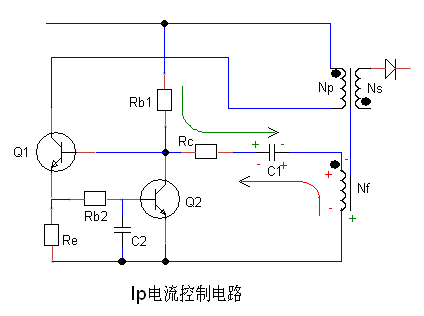 Np
Ns
Rb1
Rc
+ -
- +
C1
Q1
Nf
-
+
-
+
Rb2
Q2
C2
Re
Ip电流控制电路